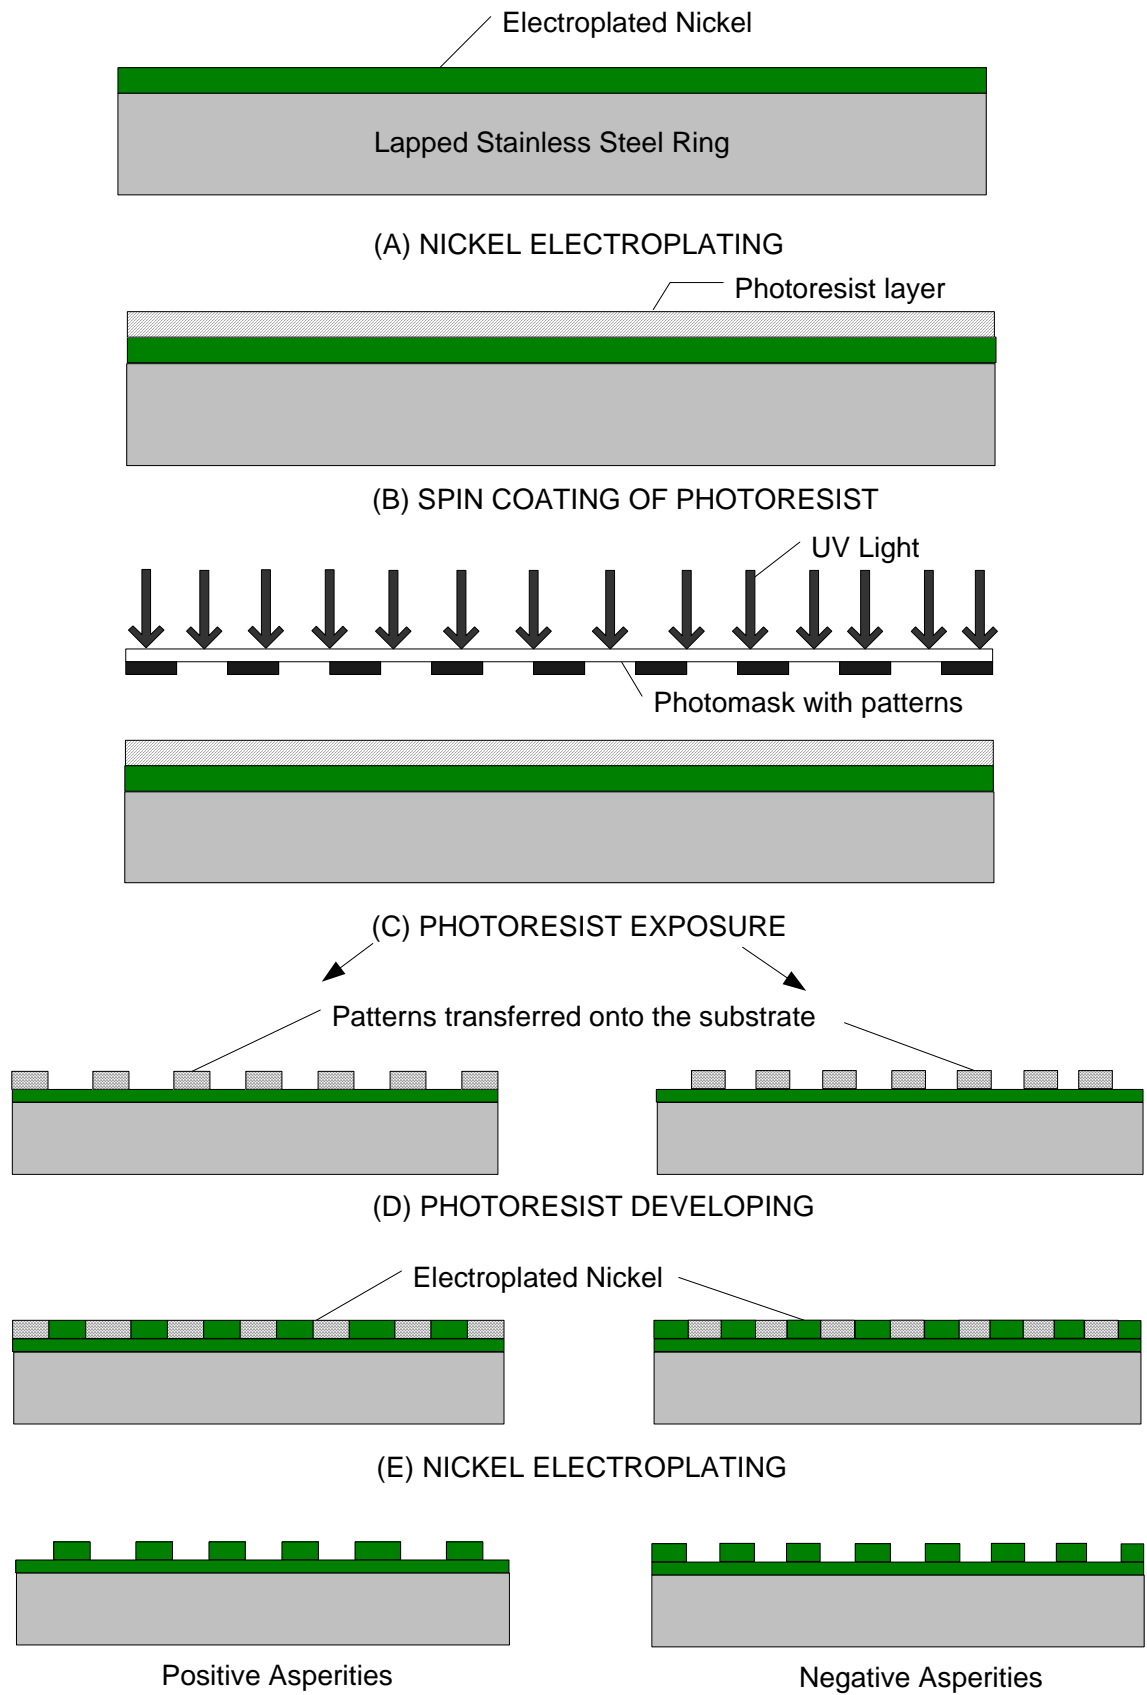 Electroplated Nickel
Lapped Stainless Steel Ring
(A) NICKEL ELECTROPLATING
Photoresist layer
(B) SPIN COATING OF PHOTORESIST
UV Light
Photomask with patterns
(C) PHOTORESIST EXPOSURE
Patterns transferred onto the substrate
(D) PHOTORESIST DEVELOPING
Electroplated Nickel
(E) NICKEL ELECTROPLATING
Positive Asperities
Negative Asperities